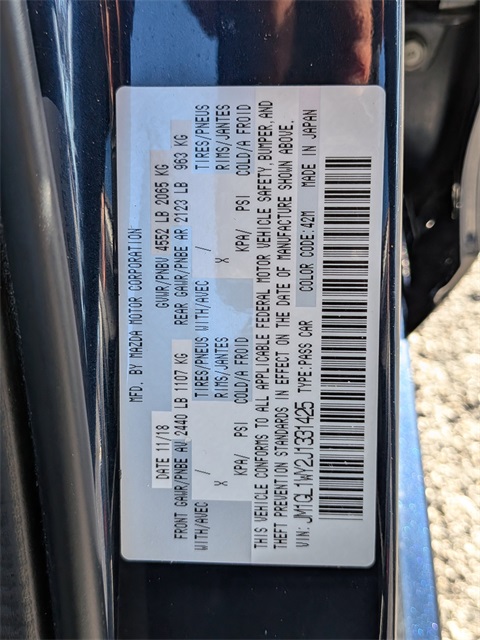 MFD. BY MAZDA MOTOR CORPORATION
DATE 11/18 GVWR/PNBV 4552 LB 2065 KG
FRONT GAWR/PNBE AV 2440 LB 1107 KG REAR GAWR/PNBE AR 2123 LB 963 KG
WITH/AVEC / TIRES/PNEUS WITH/AVEC / TIRES/PNEUS
X RIMS/JANTES X RIMS/JANTES
KPA/ PSI COLD/A FROID KPA/ PSI COLD/A FROID
THIS VEHICLE CONFORMS TO ALL APPLICABLE FEDERAL MOTOR VEHICLE SAFETY, BUMPER, AND
THEFT PREVENTION STANDARDS IN EFFECT ON THE DATE OF MANUFACTURE SHOWN ABOVE.
VIN: JM1GL1WY2J1331425 TYPE:PASS CAR COLOR CODE:42M MADE IN JAPAN